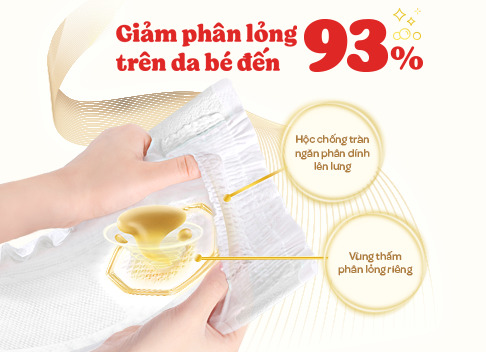 Giảm phân lỏng
trên da bé đến
93%
Hộc chống tràn
ngăn phân dính
lên lưng
Vùng thấm
phân lỏng riêng